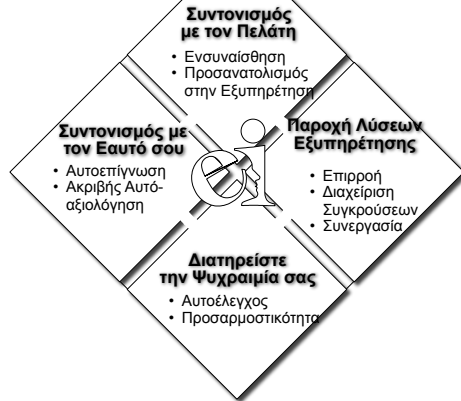 Συντονισμός
με τον Πελάτη
• Ενσυναίσθηση
• Προσανατολισμός
στην Εξυπηρέτηση
Συντονισμός με
τον Εαυτό σου
• Αυτοεπίγνωση
• Ακριβής Αυτό-
αξιολόγηση
Παροχή Λύσεων
Εξυπηρέτησης
• Επιρροή
• Διαχείριση
Συγκρούσεων
• Συνεργασία
ei
Διατηρείστε
την Ψυχραιμία σας
• Αυτοέλεγχος
• Προσαρμοστικότητα